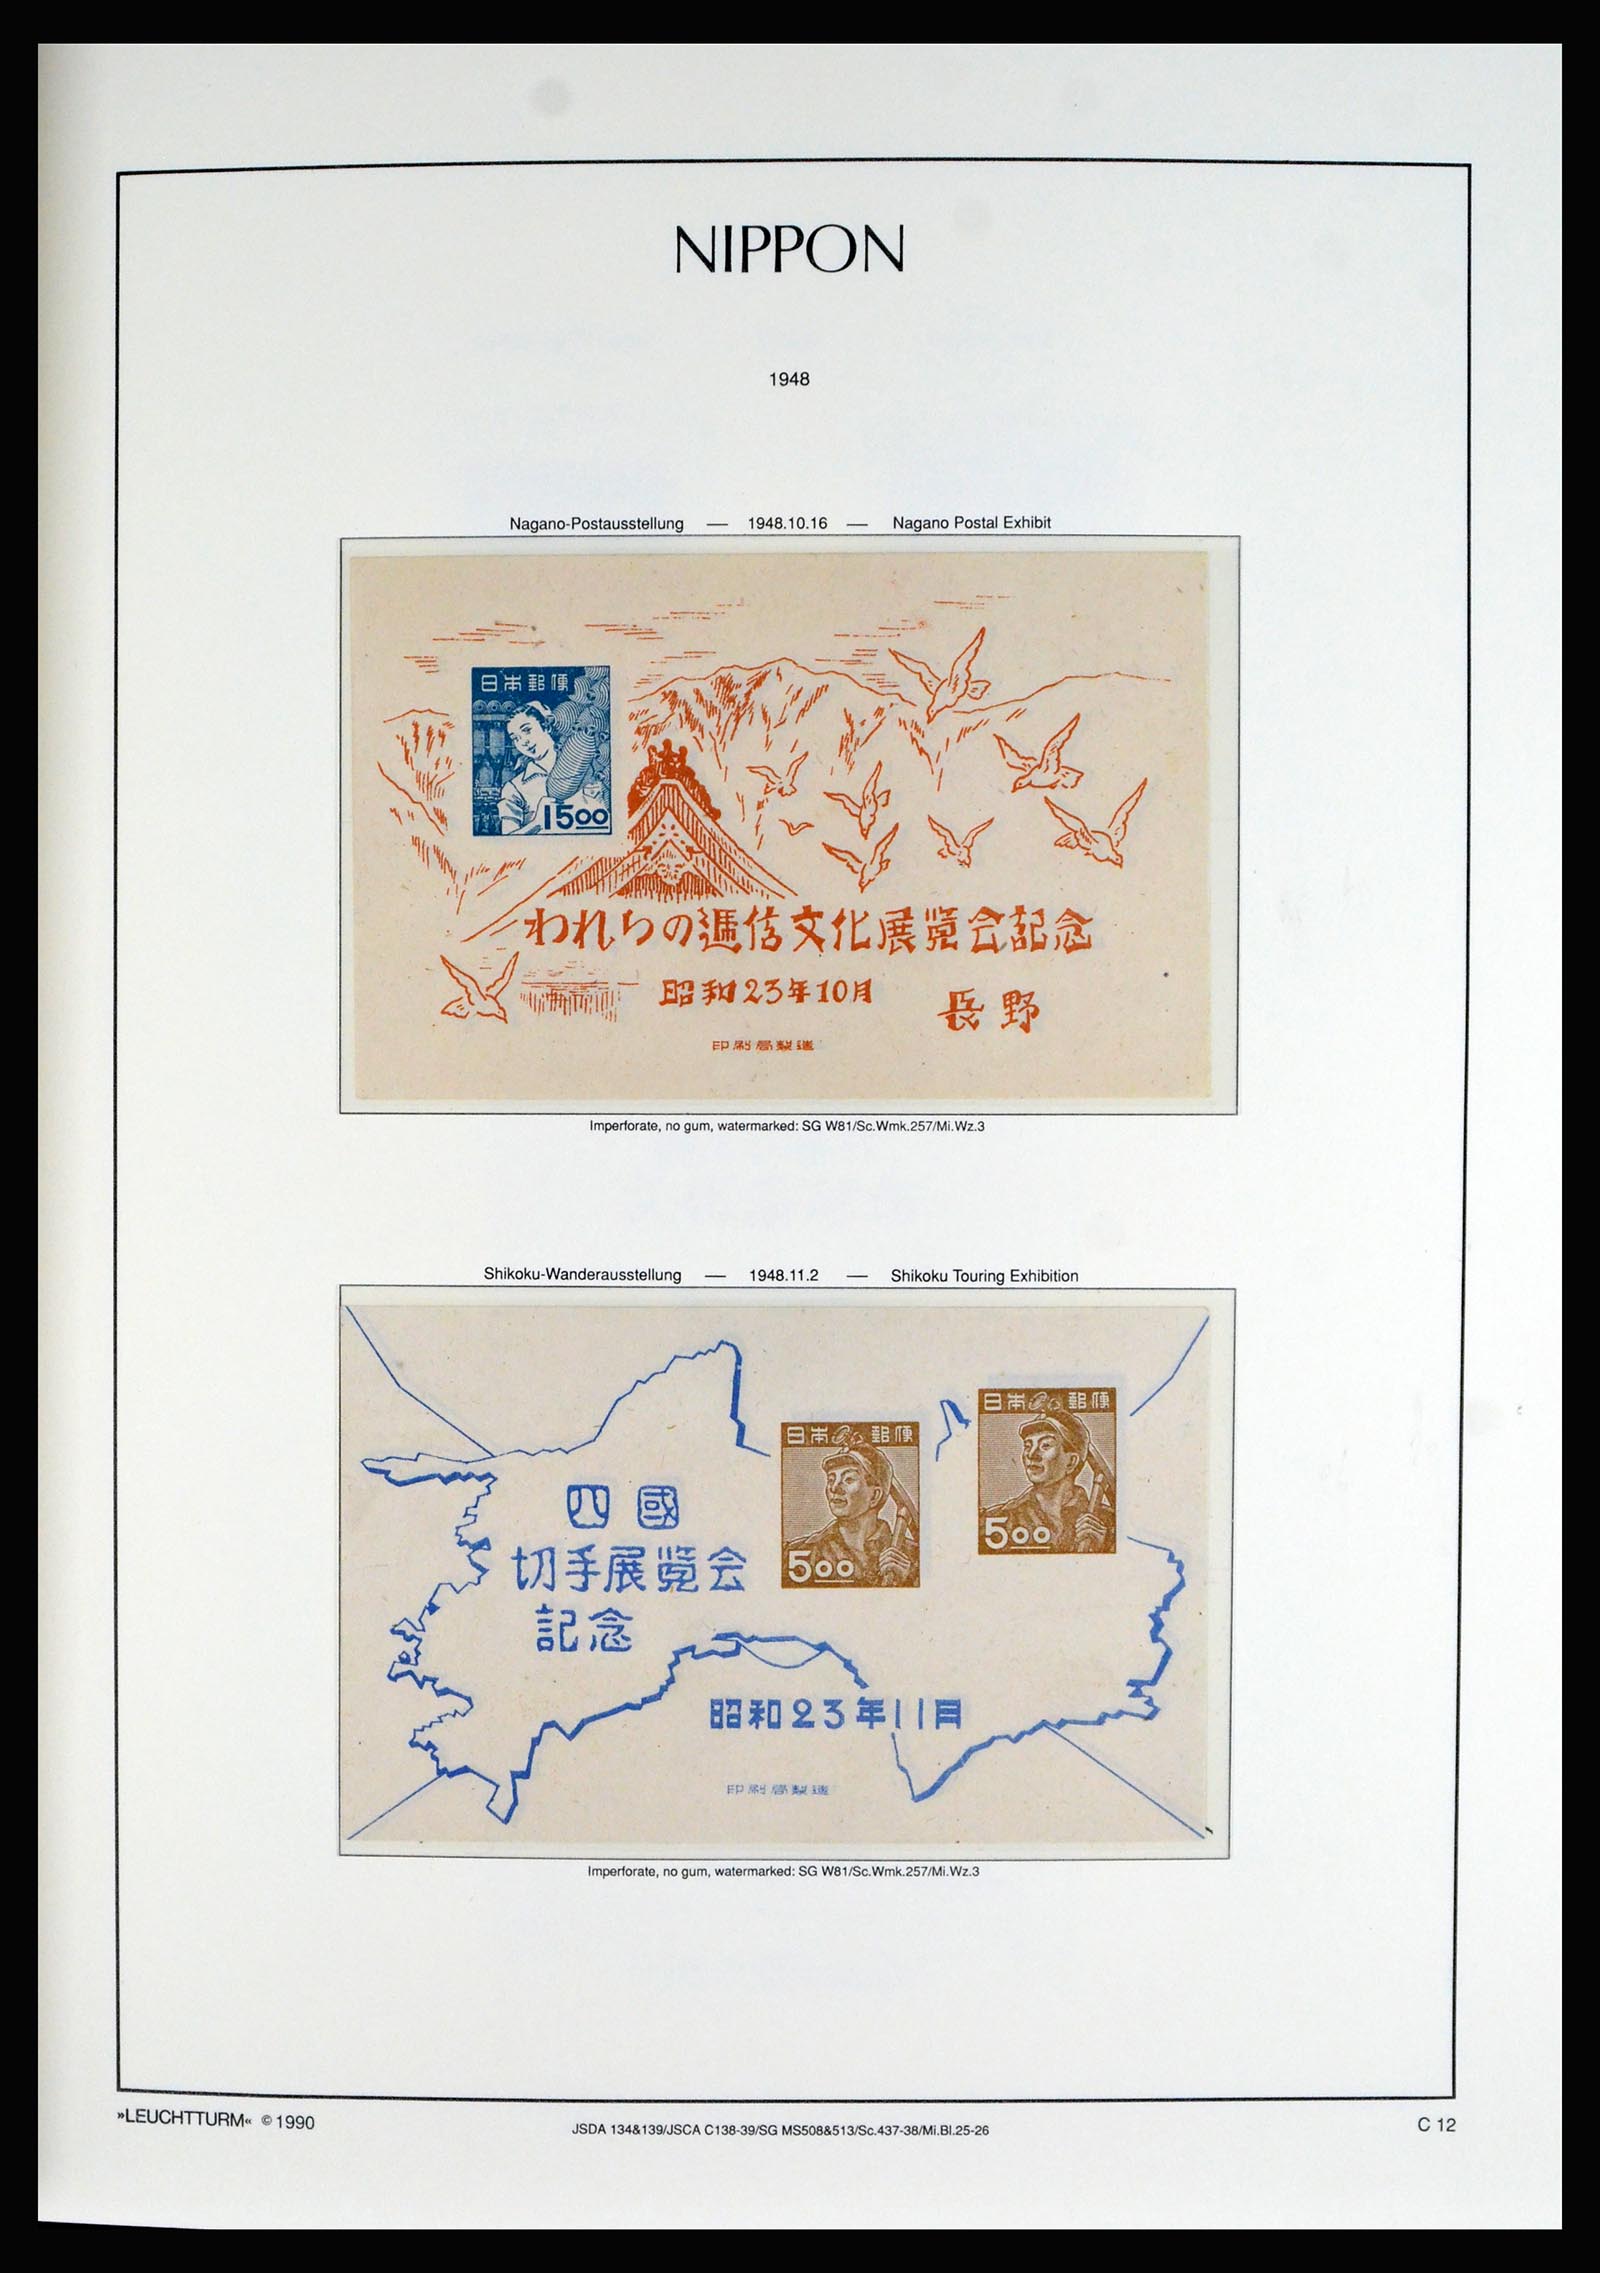 NIPPON
1948
Nagano-Postausstellung — 1948.10.16 — Nagano Postal Exhibit
日本郵便
15.00
われらの逓信文化展覧会記念
昭和23年10月 長野
印刷局製造
Imperforate, no gum, watermarked: SG W81/Sc.Wmk.257/Mi.Wz.3
Shikoku-Wanderausstellung — 1948.11.2 — Shikoku Touring Exhibition
日本郵便
5.00
日本郵便
5.00
四國
切手展覧会
記念
昭和23年11月
印刷局製造
Imperforate, no gum, watermarked: SG W81/Sc.Wmk.257/Mi.Wz.3
»LEUCHTTURM« © 1990
JSDA 134&139/JSCA C138-39/SG MS508&513/Sc.437-38/Mi.Bl.25-26
C 12